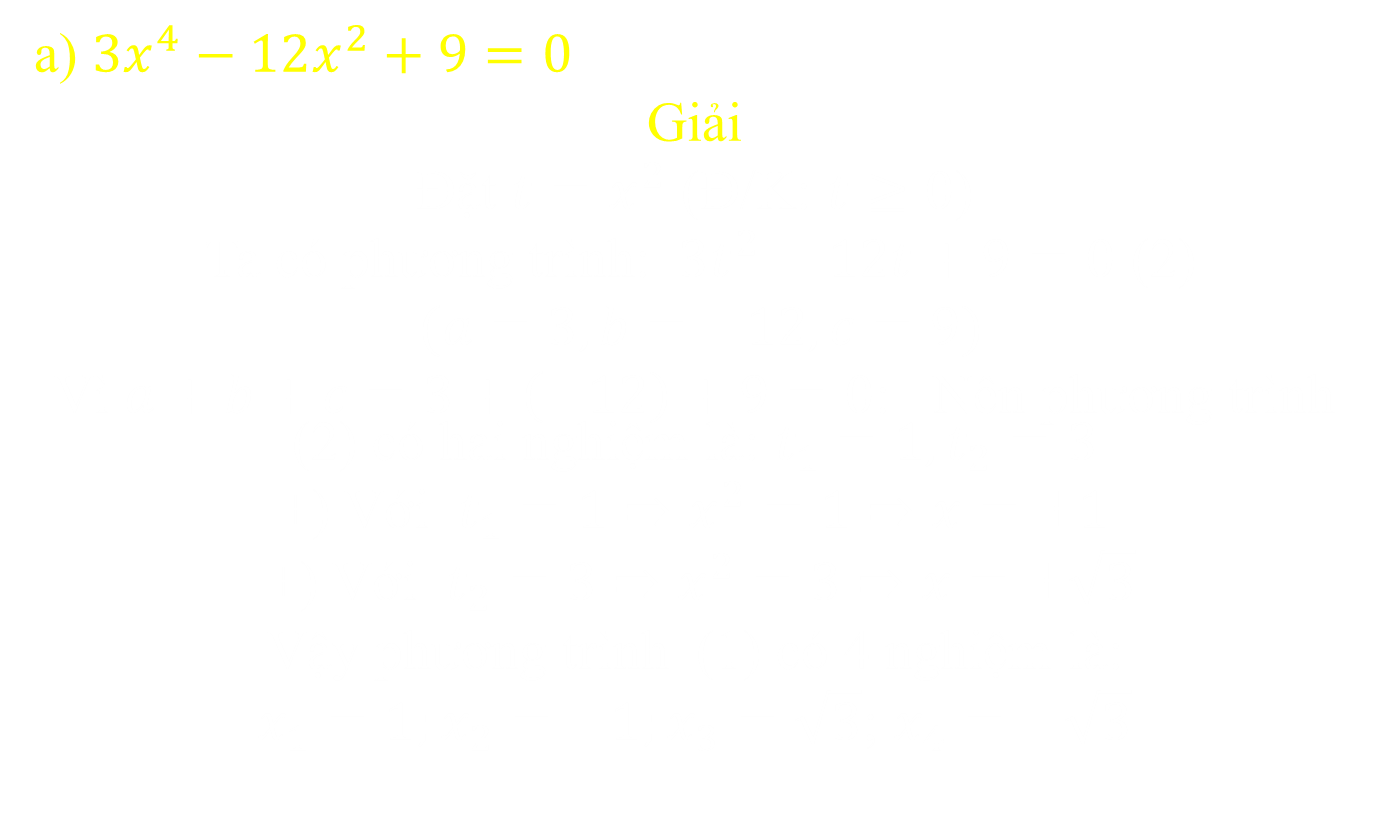 a) 3x⁴ − 12x² + 9 = 0
Giải